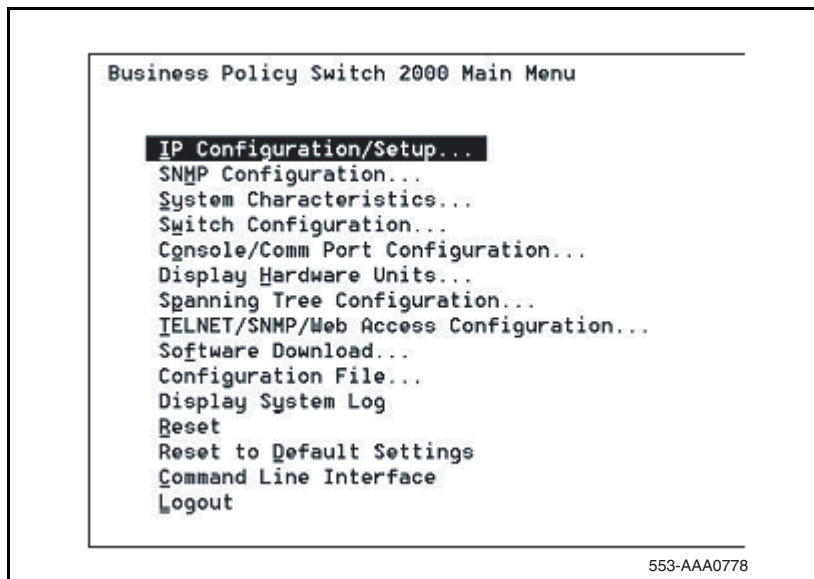 Business Policy Switch 2000 Main Menu
IP Configuration/Setup...
SNMP Configuration...
System Characteristics...
Switch Configuration...
Console/Comm Port Configuration...
Display Hardware Units...
Spanning Tree Configuration...
TELNET/SNMP/Web Access Configuration...
Software Download...
Configuration File...
Display System Log
Reset
Reset to Default Settings
Command Line Interface
Logout
553-AAA0778